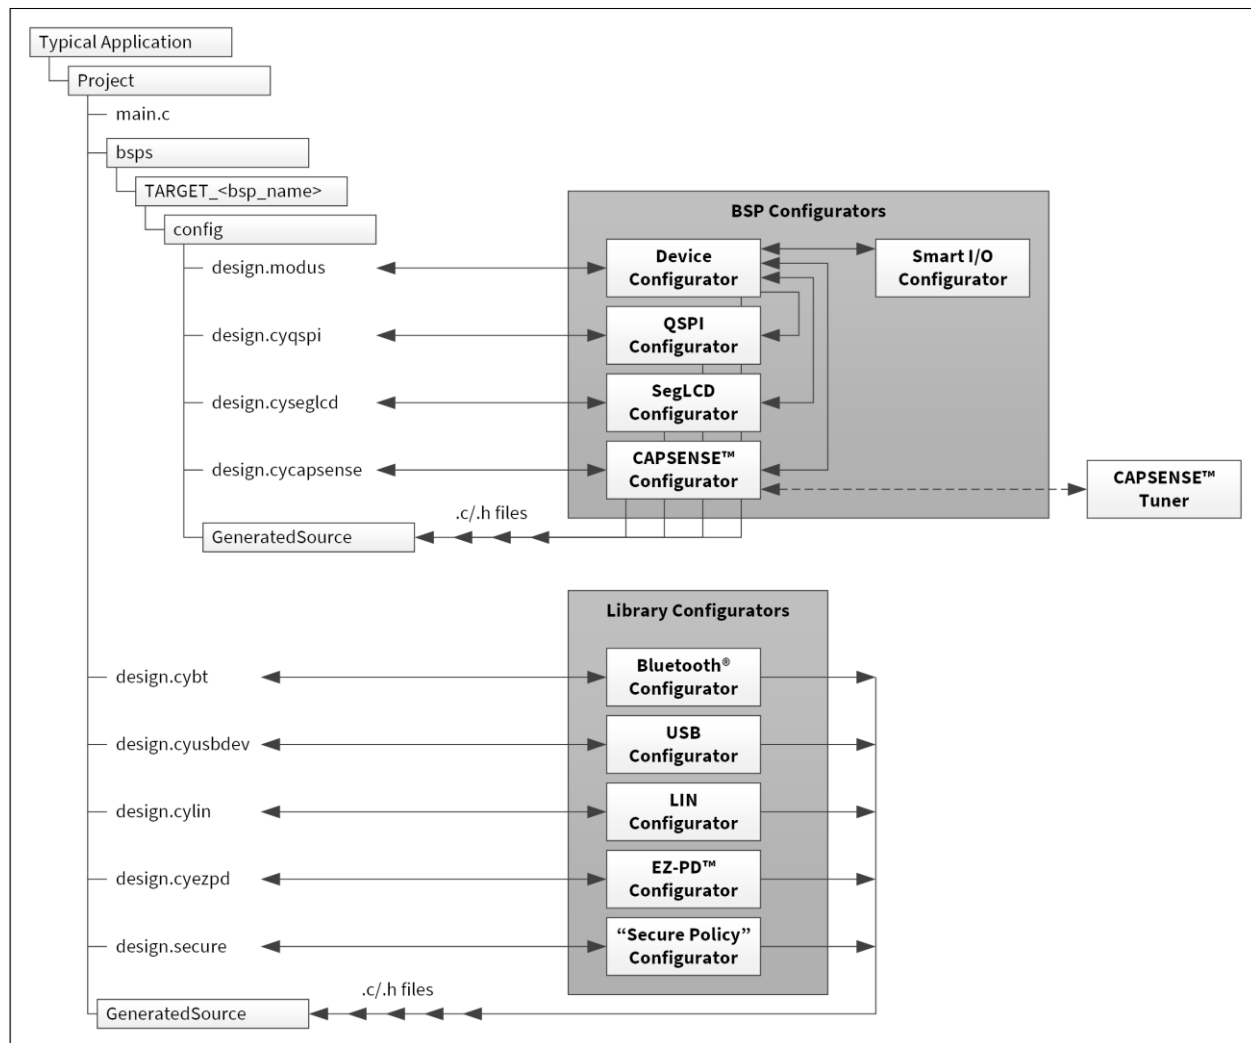 Typical Application
Project
main.c
bsps
TARGET_<bsp_name>
config
BSP Configurators
design.modus
Device
Configurator
Smart I/O
Configurator
design.cyqspi
QSPI
Configurator
design.cyseglcd
SegLCD
Configurator
design.cycapsense
CAPSENSE™
Configurator
CAPSENSE™
Tuner
.c/.h files
GeneratedSource
Library Configurators
design.cybt
Bluetooth®
Configurator
design.cyusbdev
USB
Configurator
design.cylin
LIN
Configurator
design.cyezpd
EZ-PD™
Configurator
design.secure
“Secure Policy”
Configurator
.c/.h files
GeneratedSource